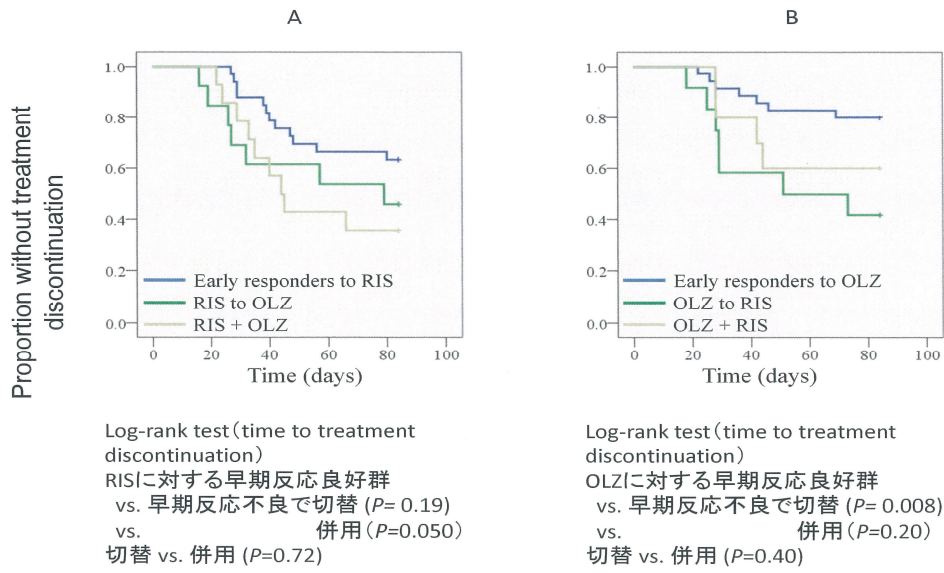 A
Proportion without treatment
discontinuation
1.0
0.8
0.6
0.4
0.2
0.0
Early responders to RIS
RIS to OLZ
RIS + OLZ
0 20 40 60 80 100
Time (days)
Log-rank test（time to treatment
discontinuation）
RISに対する早期反応良好群
vs. 早期反応不良で切替 (P= 0.19)
vs. 併用（P=0.050）
切替 vs. 併用 (P=0.72)
B
1.0
0.8
0.6
0.4
0.2
0.0
Early responders to OLZ
OLZ to RIS
OLZ + RIS
0 20 40 60 80 100
Time (days)
Log-rank test（time to treatment
discontinuation）
OLZに対する早期反応良好群
vs. 早期反応不良で切替 (P= 0.008)
vs. 併用（P=0.20）
切替 vs. 併用 (P=0.40)